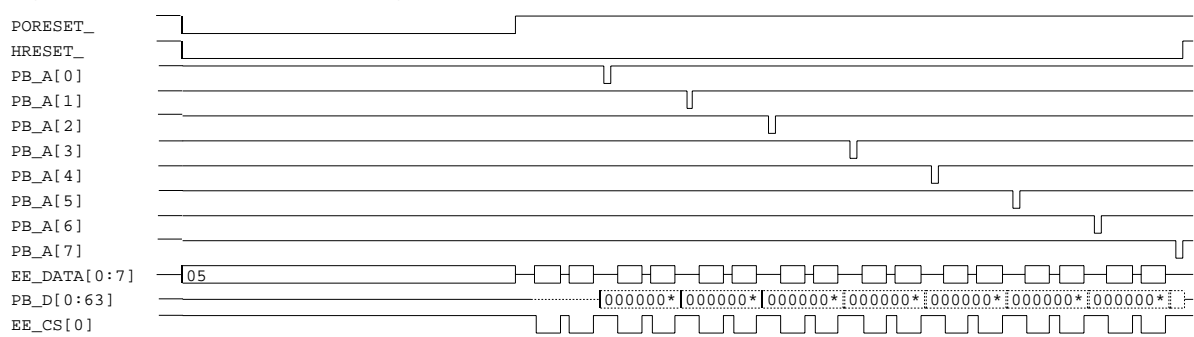 PORESET_
HRESET_
PB_A[0]
PB_A[1]
PB_A[2]
PB_A[3]
PB_A[4]
PB_A[5]
PB_A[6]
PB_A[7]
EE_DATA[0:7] 05
PB_D[0:63] 000000* 000000* 000000* 000000* 000000* 000000* 000000*
EE_CS[0]